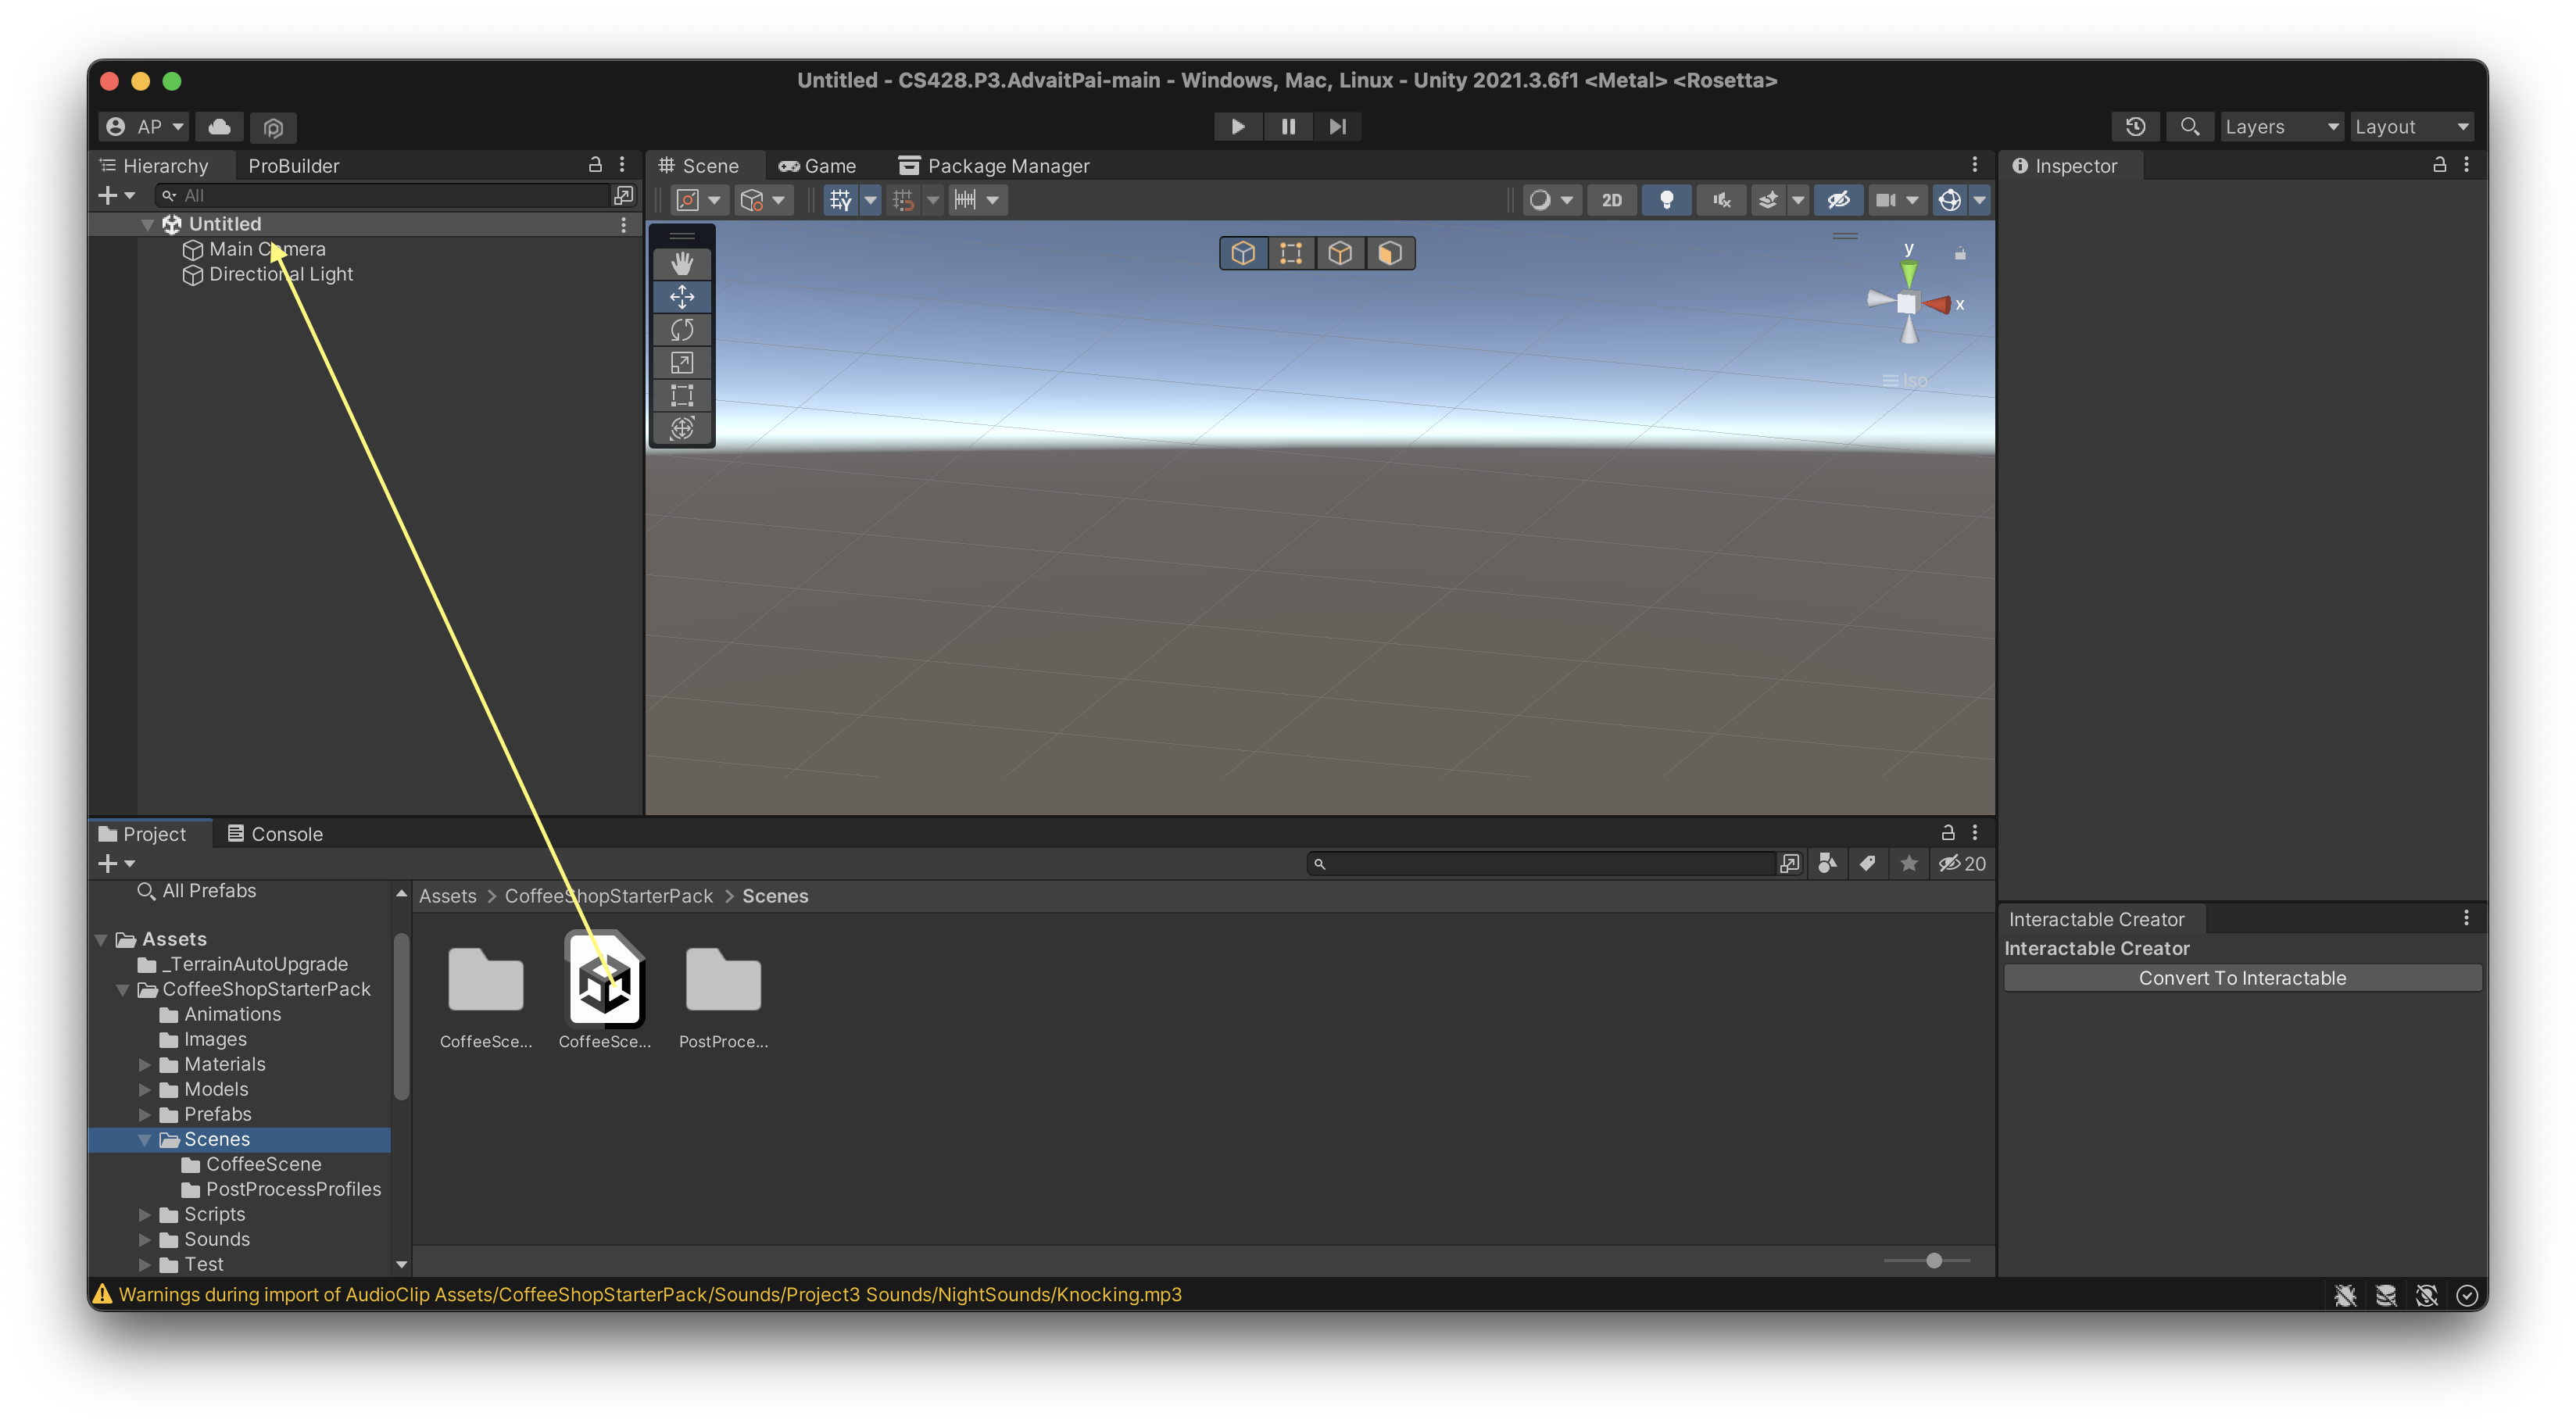 Untitled - CS428.P3.AdvaitPai-main - Windows, Mac, Linux - Unity 2021.3.6f1 <Metal> <Rosetta>
AP
Layers
Layout
Hierarchy
ProBuilder
Scene
Game
Package Manager
Inspector
All
2D
Untitled
Main Camera
Directional Light
y
x
Iso
Project
Console
20
All Prefabs
Assets > CoffeeShopStarterPack > Scenes
Assets
_TerrainAutoUpgrade
CoffeeShopStarterPack
Animations
Images
Materials
Models
Prefabs
Scenes
CoffeeScene
PostProcessProfiles
Scripts
Sounds
Test
CoffeeSce...
CoffeeSce...
PostProce...
Interactable Creator
Interactable Creator
Convert To Interactable
Warnings during import of AudioClip Assets/CoffeeShopStarterPack/Sounds/Project3 Sounds/NightSounds/Knocking.mp3